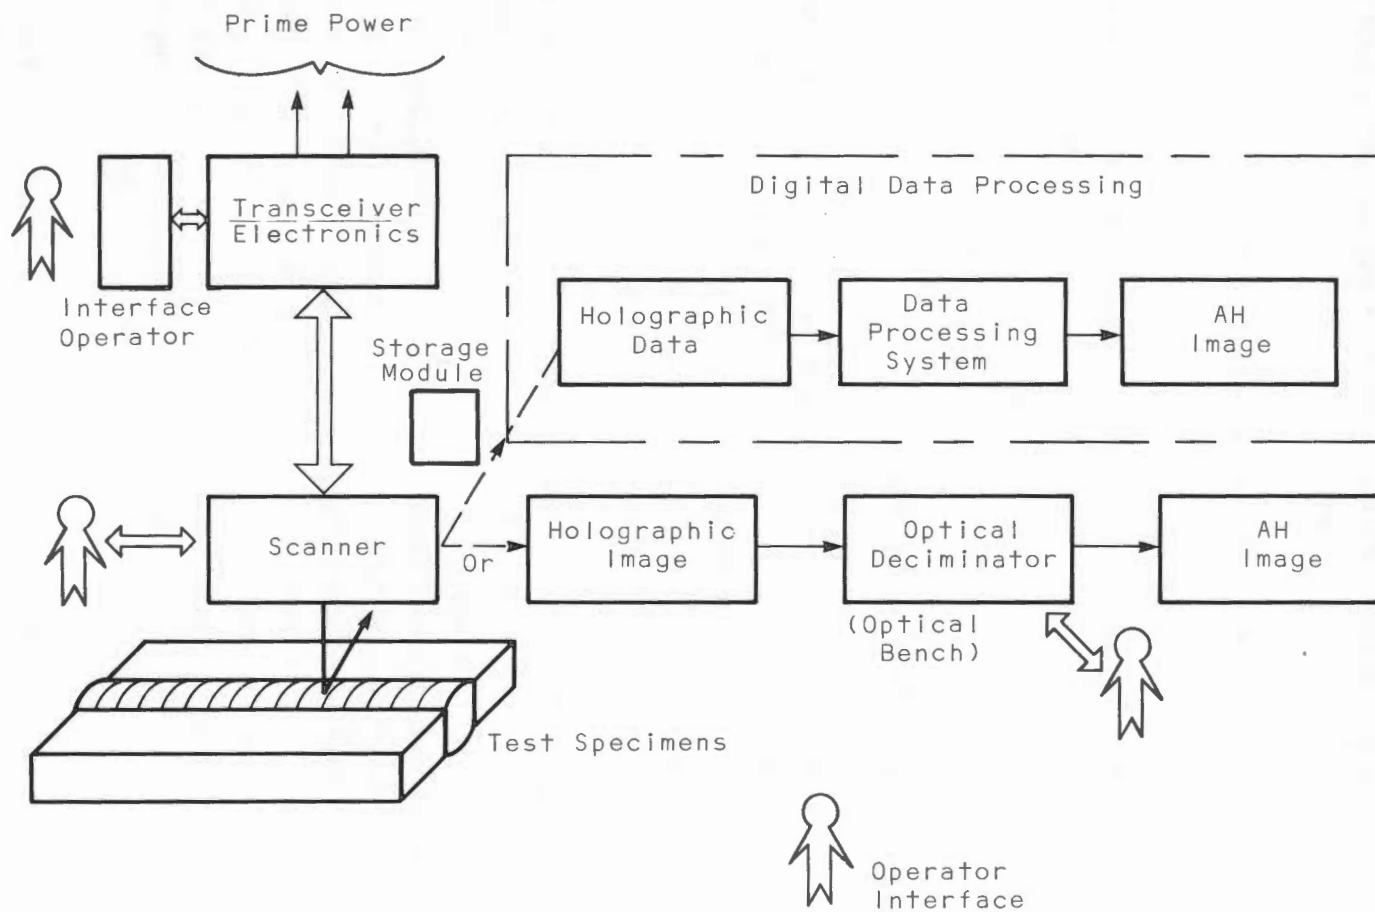 Prime Power
Digital Data Processing
Transceiver
Electronics
Interface
Operator
Storage
Module
Holographic
Data
Data
Processing
System
AH
Image
Scanner
Or
Holographic
Image
Optical
Deciminator
AH
Image
(Optical
Bench)
Test Specimens
Operator
Interface